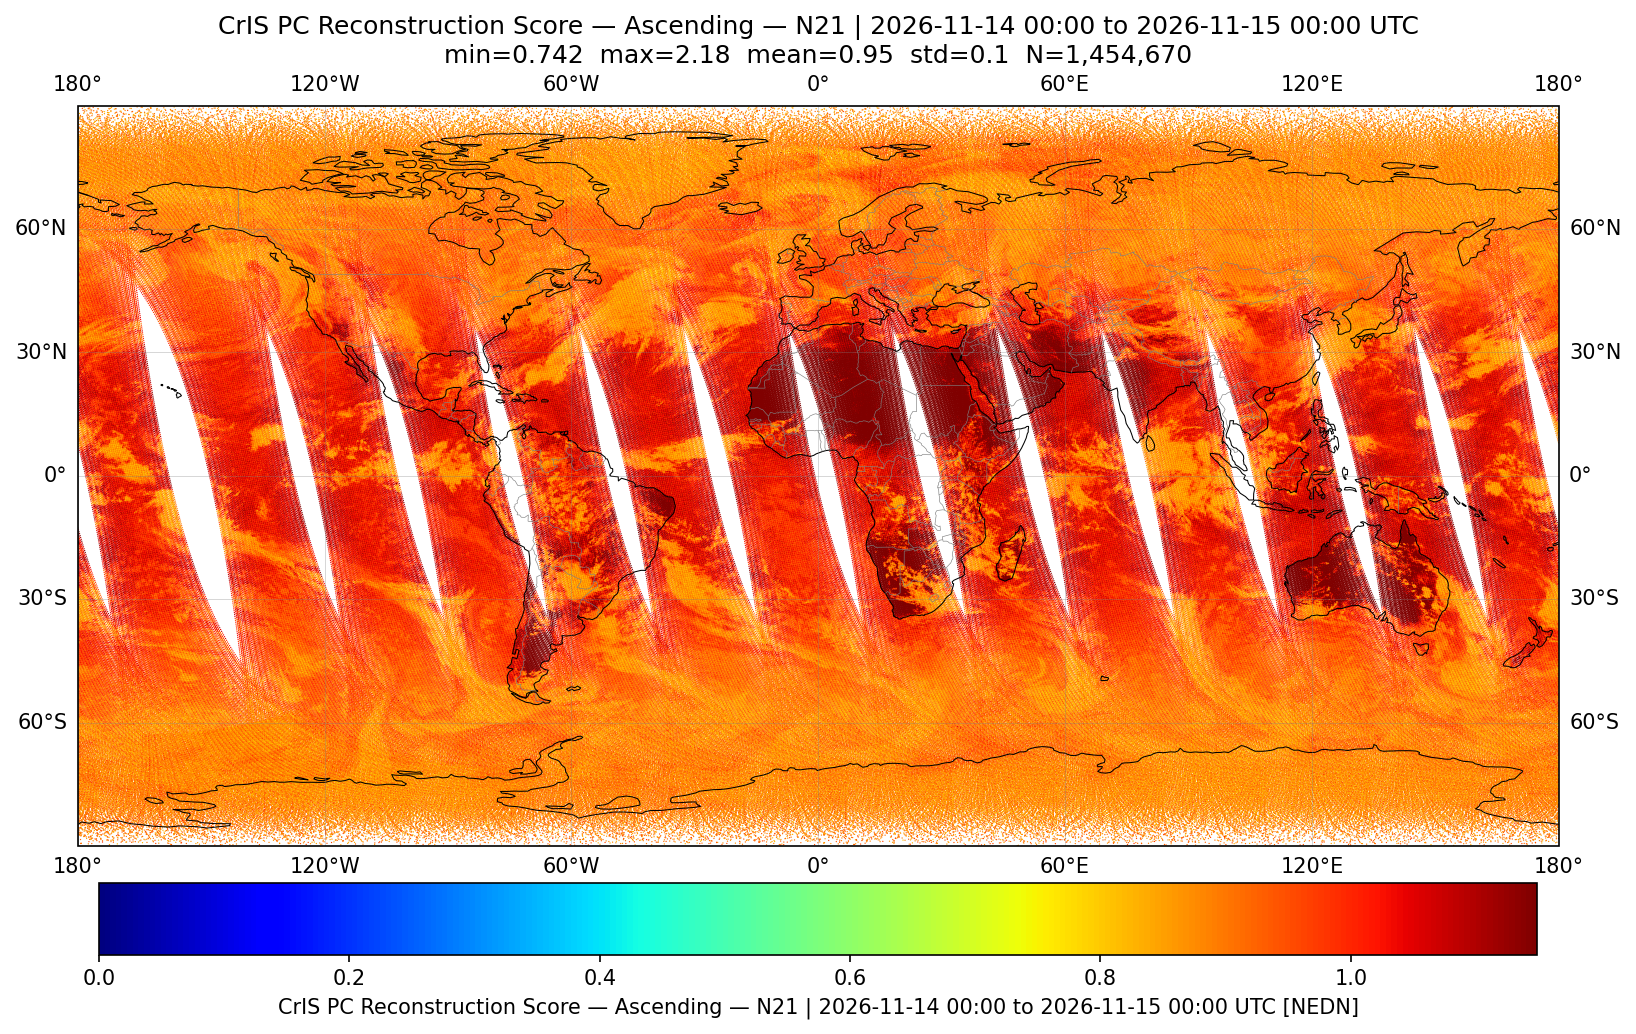 CrIS PC Reconstruction Score — Ascending — N21 | 2026-11-14 00:00 to 2026-11-15 00:00 UTC
min=0.742 max=2.18 mean=0.95 std=0.1 N=1,454,670
180° 120°W 60°W 0° 60°E 120°E 180°
60°N 60°N
30°N 30°N
0° 0°
30°S 30°S
60°S 60°S
180° 120°W 60°W 0° 60°E 120°E 180°
0.0 0.2 0.4 0.6 0.8 1.0
CrIS PC Reconstruction Score — Ascending — N21 | 2026-11-14 00:00 to 2026-11-15 00:00 UTC [NEDN]